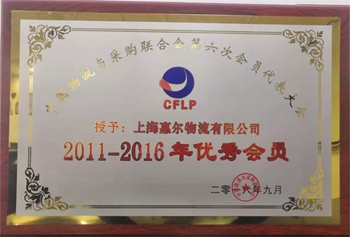 中国物流与采购联合会第六次会员代表大会
CFLP
授予：上海嘉尔物流有限公司
2011-2016年优秀会员
二零一六年九月